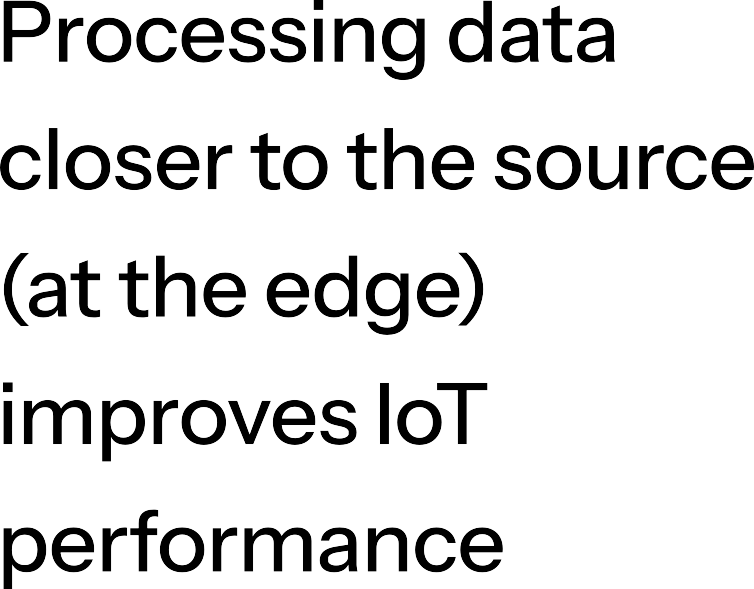 Processing data
closer to the source
(at the edge)
improves IoT
performance